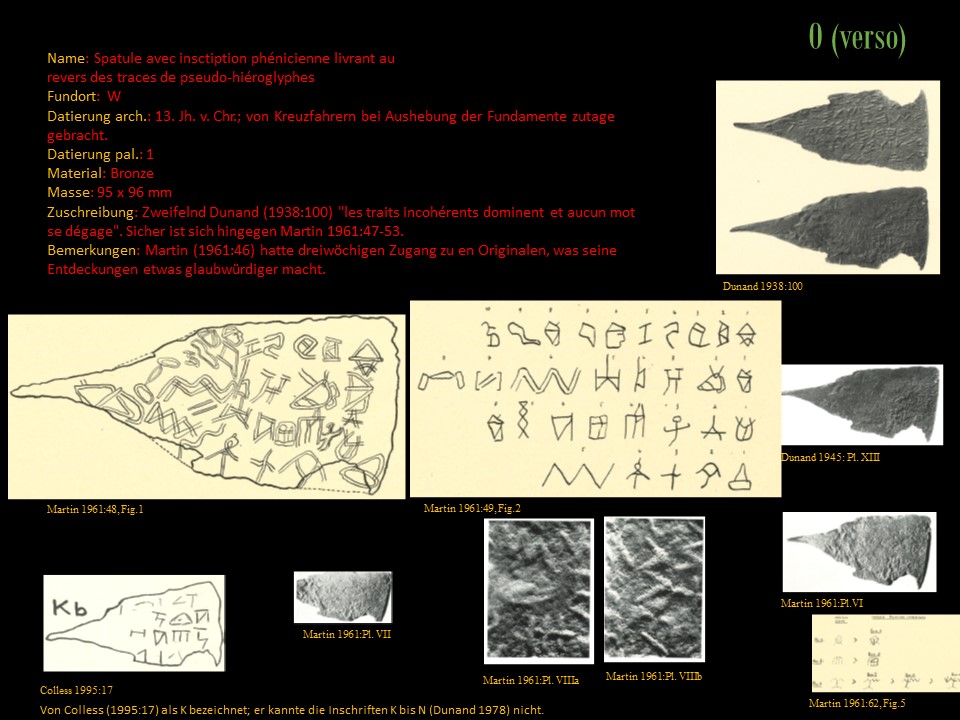 O (verso)
Name: Spatule avec insctiption phénicienne livrant au
revers des traces de pseudo-hiéroglyphes
Fundort: W
Datierung arch.: 13. Jh. v. Chr.; von Kreuzfahrern bei Aushebung der Fundamente zutage
gebracht.
Datierung pal.: 1
Material: Bronze
Masse: 95 x 96 mm
Zuschreibung: Zweifelnd Dunand (1938:100) "les traits incohérents dominent et aucun mot
se dégage". Sicher ist sich hingegen Martin 1961:47-53.
Bemerkungen: Martin (1961:46) hatte dreiwöchigen Zugang zu en Originalen, was seine
Entdeckungen etwas glaubwürdiger macht.
Dunand 1938:100
Dunand 1945: Pl. XIII
Martin 1961:48, Fig.1
Martin 1961:49, Fig.2
Kb
Martin 1961:Pl.VI
Martin 1961:Pl. VII
Martin 1961:Pl. VIIIa
Martin 1961:Pl. VIIIb
Colless 1995:17
Martin 1961:62, Fig.5
Von Colless (1995:17) als K bezeichnet; er kannte die Inschriften K bis N (Dunand 1978) nicht.